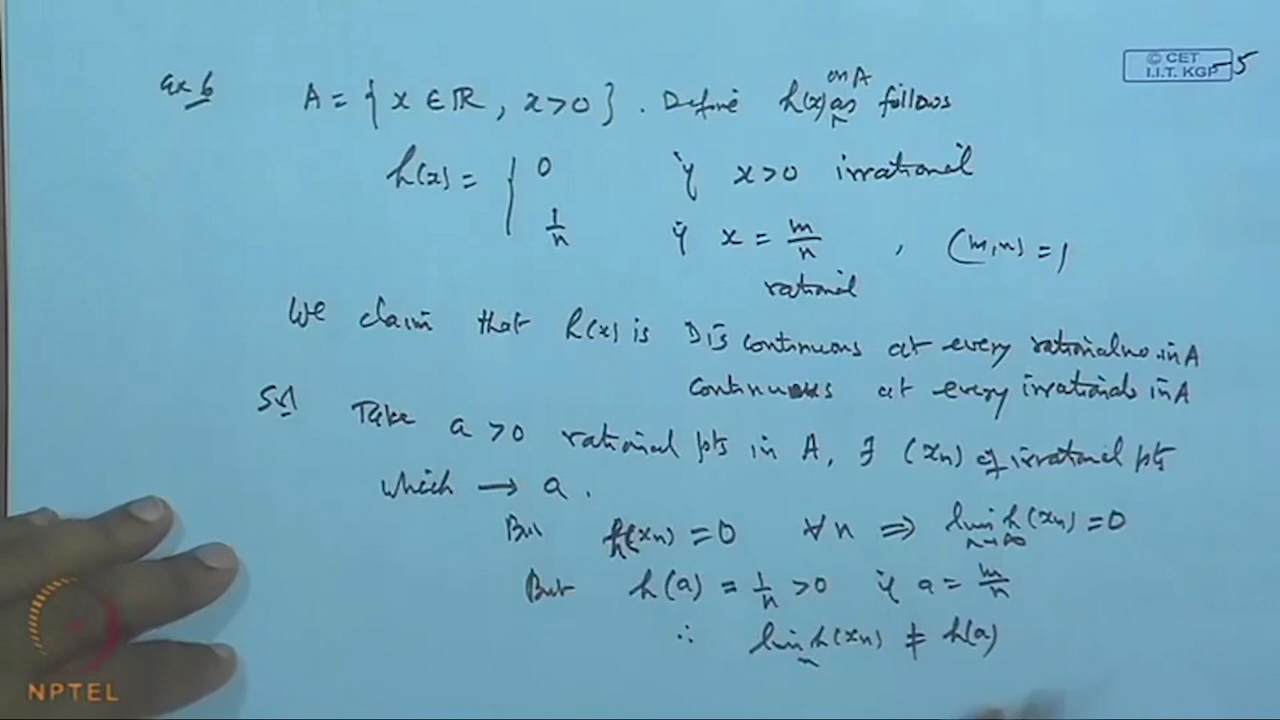 © CET
I.I.T. KGP -5
Ex 6 A = { x ∈ ℝ, x > 0 } . Define h(x) as on A follows
h(x) = { 0 if x > 0 irrational
1/n if x = m/n , (m, n) = 1
rational
We claim that h(x) is Discontinuous at every rational no. in A
continuous at every irrationals in A
Sol Take a > 0 rational pts in A, ∃ (xn) of irrational pts
which → a .
But h(xn) = 0 ∀ n ⇒ lim n→∞ h(xn) = 0
But h(a) = 1/n > 0 if a = m/n
∴ lim n h(xn) ≠ h(a)
NPTEL